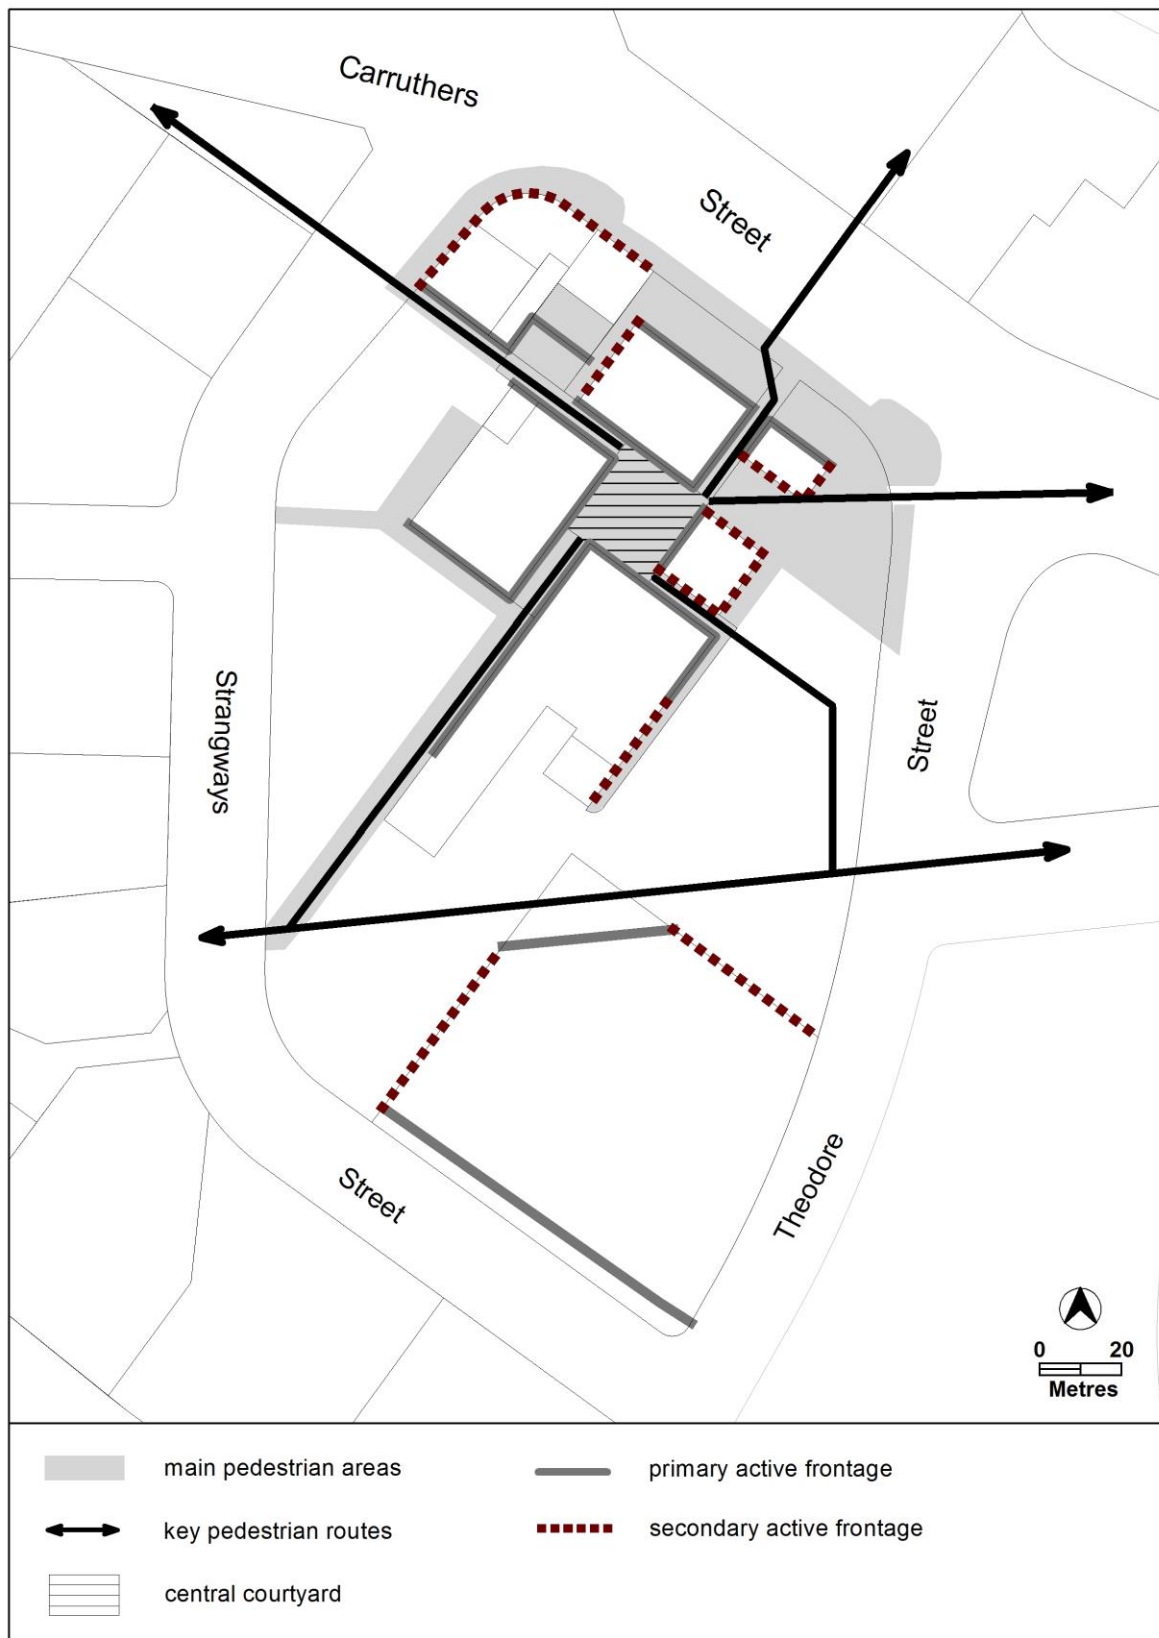 Carruthers
Street
Strangways
Street
Street
Theodore
0 20
Metres
main pedestrian areas
primary active frontage
key pedestrian routes
secondary active frontage
central courtyard